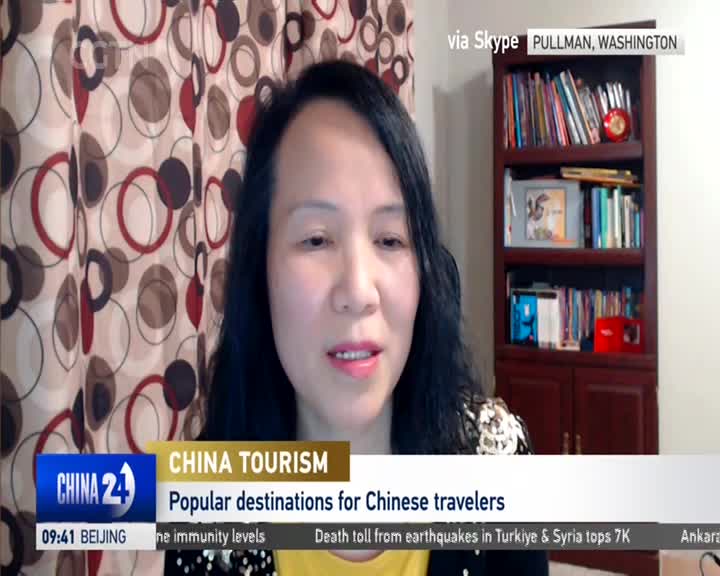 CGTN
via Skype
PULLMAN, WASHINGTON
CHINA TOURISM
CHINA 24
Popular destinations for Chinese travelers
09:41 BEIJING
ne immunity levels
Death toll from earthquakes in Turkiye & Syria tops 7K
Ankara